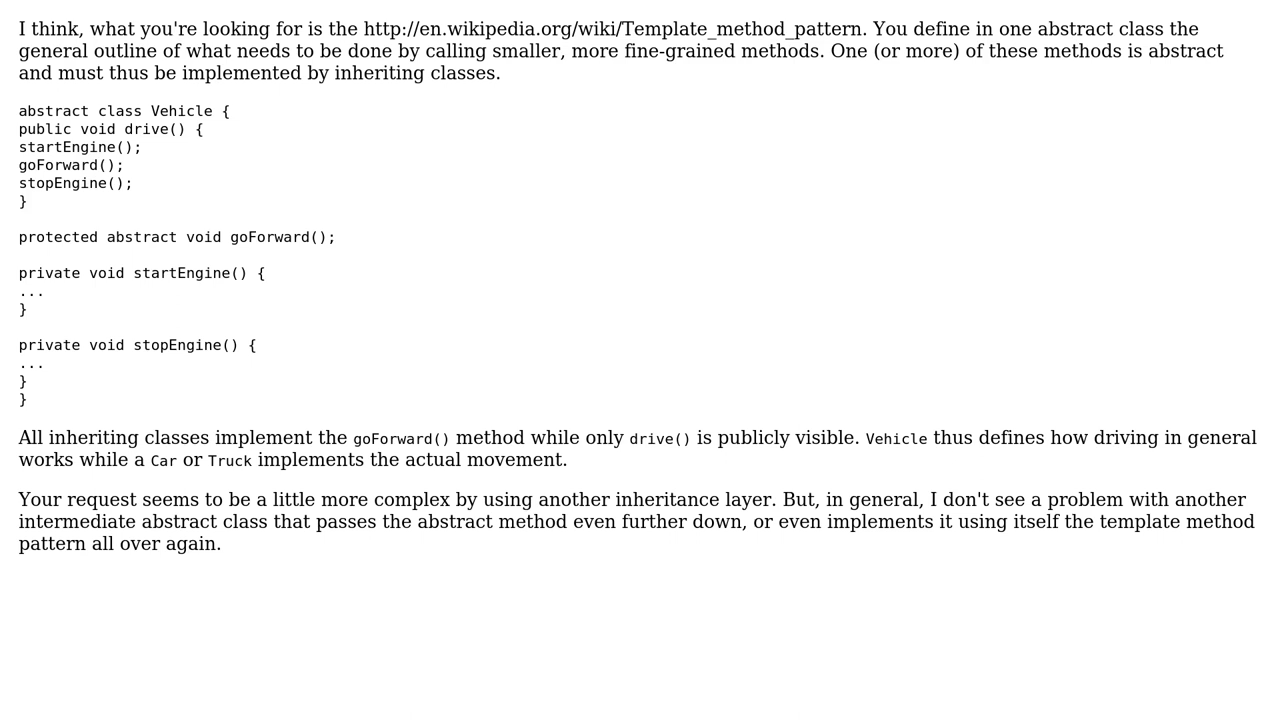 I think, what you're looking for is the http://en.wikipedia.org/wiki/Template_method_pattern. You define in one abstract class the
general outline of what needs to be done by calling smaller, more fine-grained methods. One (or more) of these methods is abstract
and must thus be implemented by inheriting classes.
abstract class Vehicle {
public void drive() {
startEngine();
goForward();
stopEngine();
}
protected abstract void goForward();
private void startEngine() {
...
}
private void stopEngine() {
...
}
}
All inheriting classes implement the goForward() method while only drive() is publicly visible. Vehicle thus defines how driving in general
works while a Car or Truck implements the actual movement.
Your request seems to be a little more complex by using another inheritance layer. But, in general, I don't see a problem with another
intermediate abstract class that passes the abstract method even further down, or even implements it using itself the template method
pattern all over again.